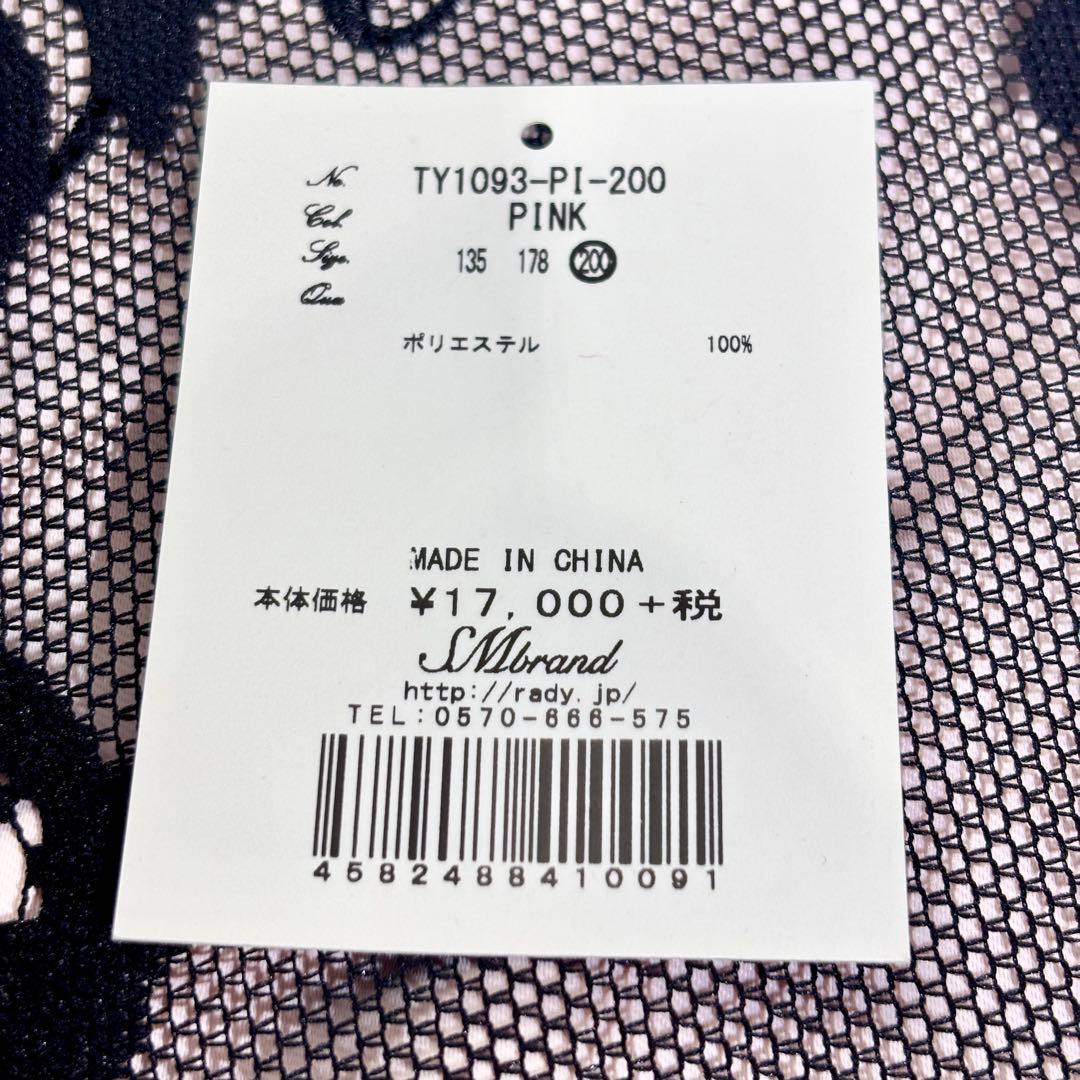 No. TY1093-PI-200
Col. PINK
Size. 135 178 200
Qua
ポリエステル 100%
MADE IN CHINA
本体価格 ¥17,000+税
SMbrand
http://rady.jp/
TEL:0570-666-575
4582488410091